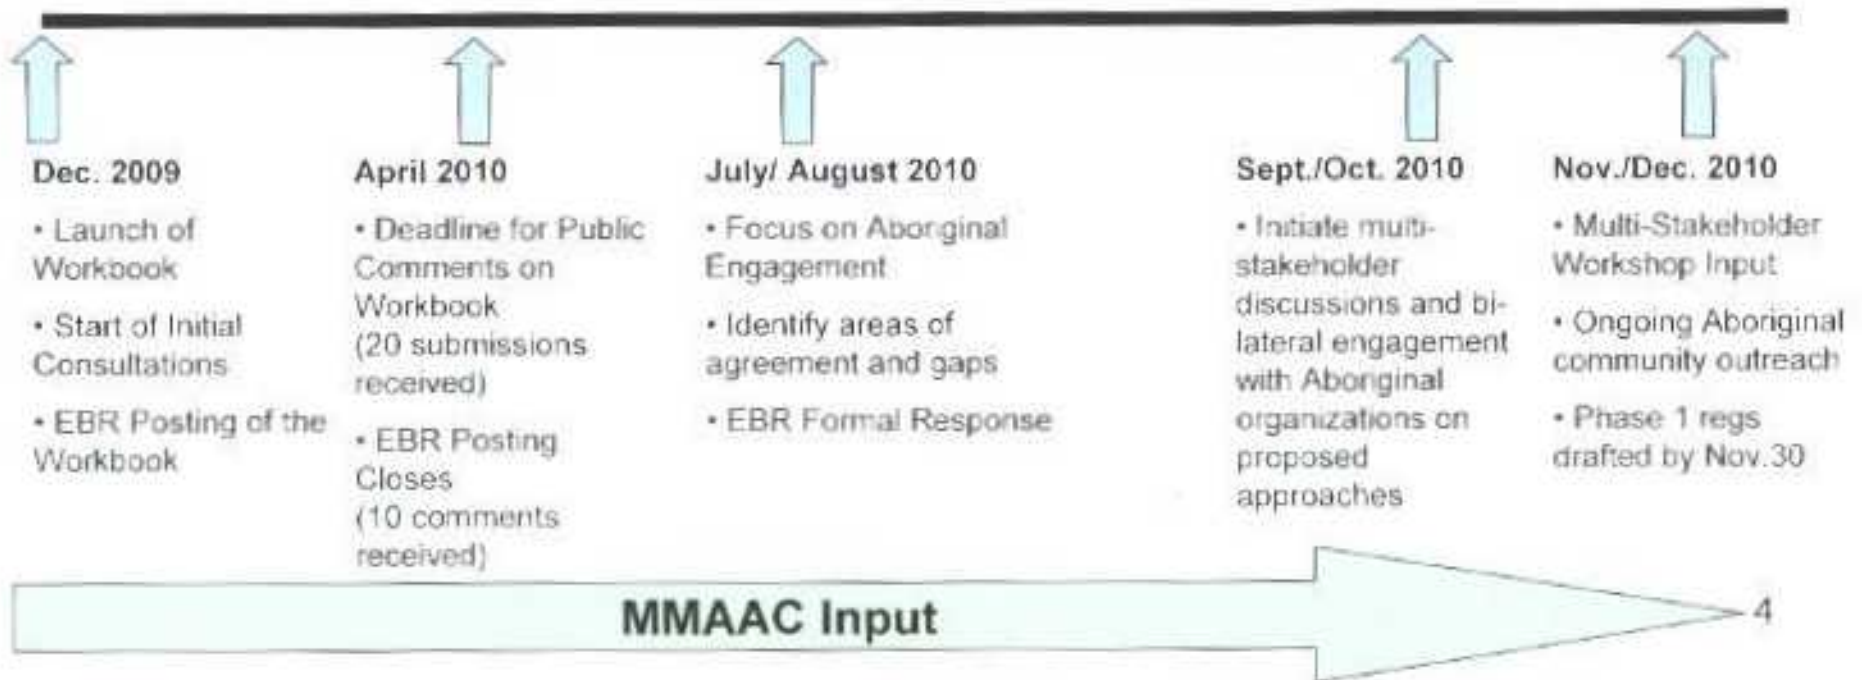 Dec. 2009
• Launch of
Workbook
• Start of Initial
Consultations
• EBR Posting of the
Workbook
April 2010
• Deadline for Public
Comments on
Workbook
(20 submissions
received)
• EBR Posting
Closes
(10 comments
received)
July/ August 2010
• Focus on Aboriginal
Engagement
• Identify areas of
agreement and gaps
• EBR Formal Response
Sept./Oct. 2010
• Initiate multi-
stakeholder
discussions and bi-
lateral engagement
with Aboriginal
organizations on
proposed
approaches
Nov./Dec. 2010
• Multi-Stakeholder
Workshop Input
• Ongoing Aboriginal
community outreach
• Phase 1 regs
drafted by Nov.30
MMAAC Input
4